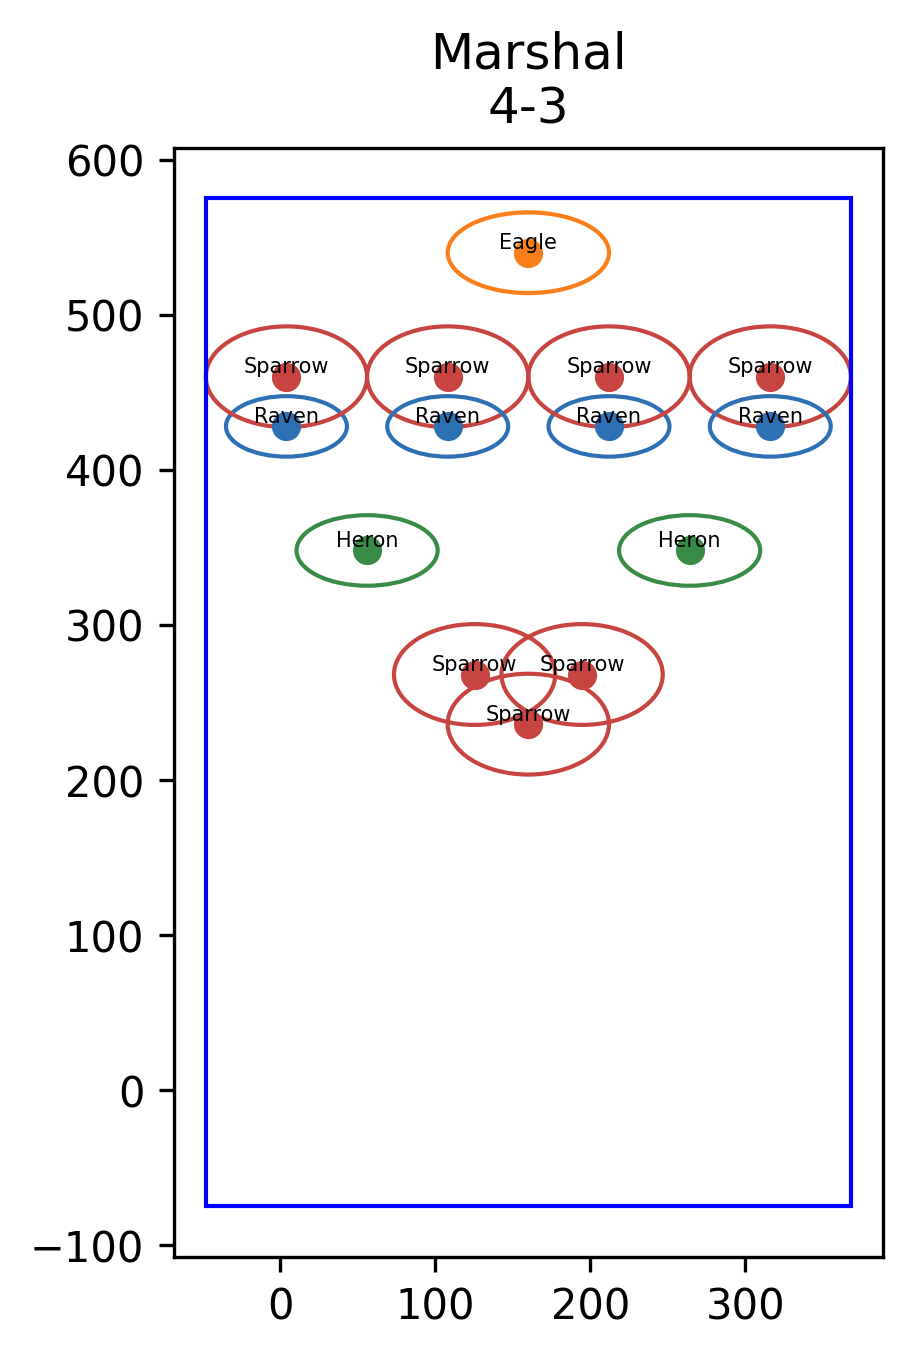 Marshal
4-3
600
Eagle
500
Sparrow Sparrow Sparrow Sparrow
Raven Raven Raven Raven
400
Heron Heron
300
Sparrow Sparrow
Sparrow
200
100
0
−100
0 100 200 300